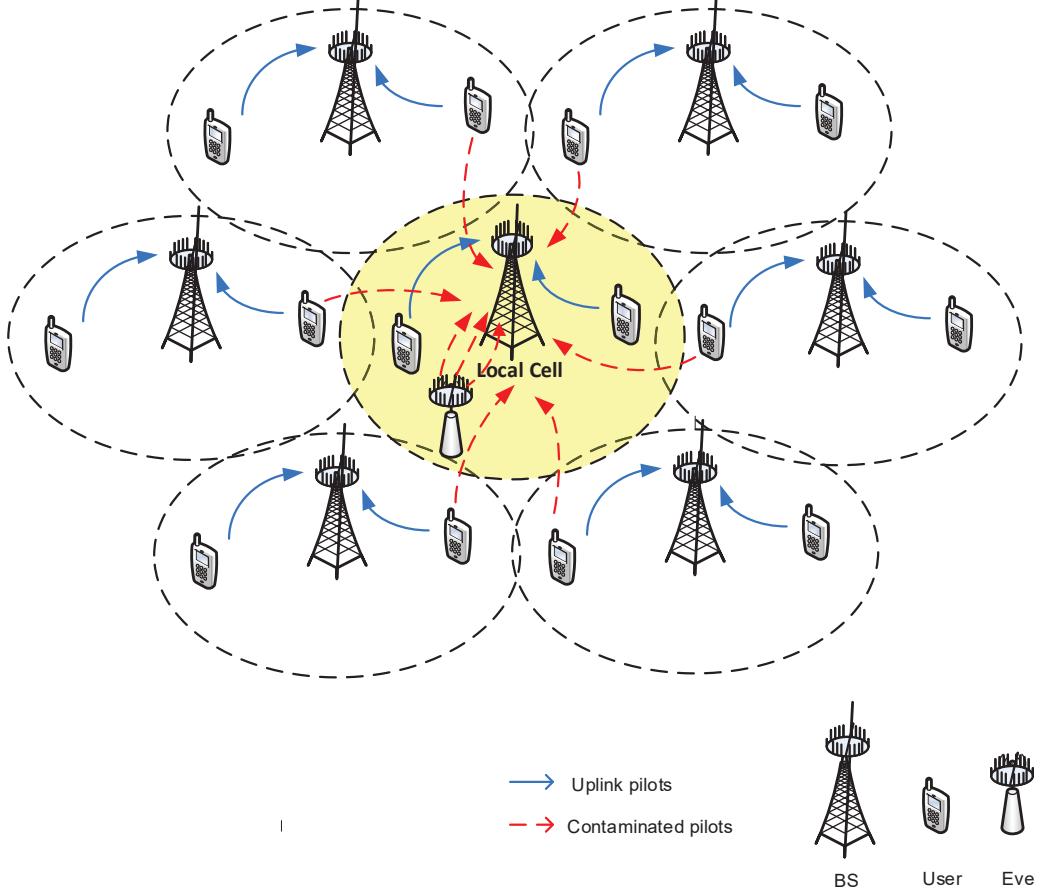 Local Cell
Uplink pilots
Contaminated pilots
BS
User
Eve